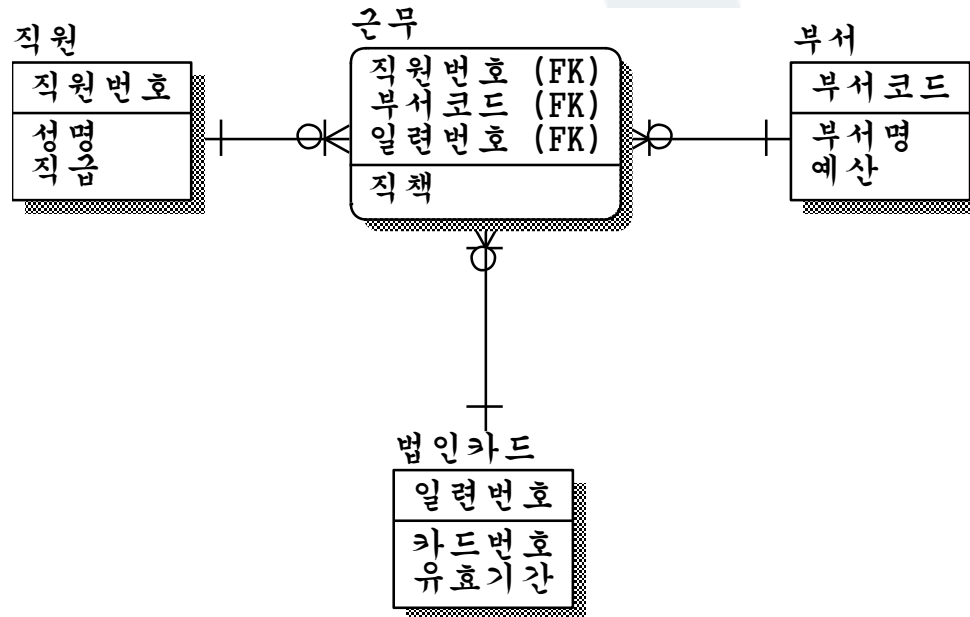 근무
직원번호 (FK)
부서코드 (FK)
일련번호 (FK)
직책
직원
직원번호
성명
직급
부서
부서코드
부서명
예산
법인카드
일련번호
카드번호
유효기간